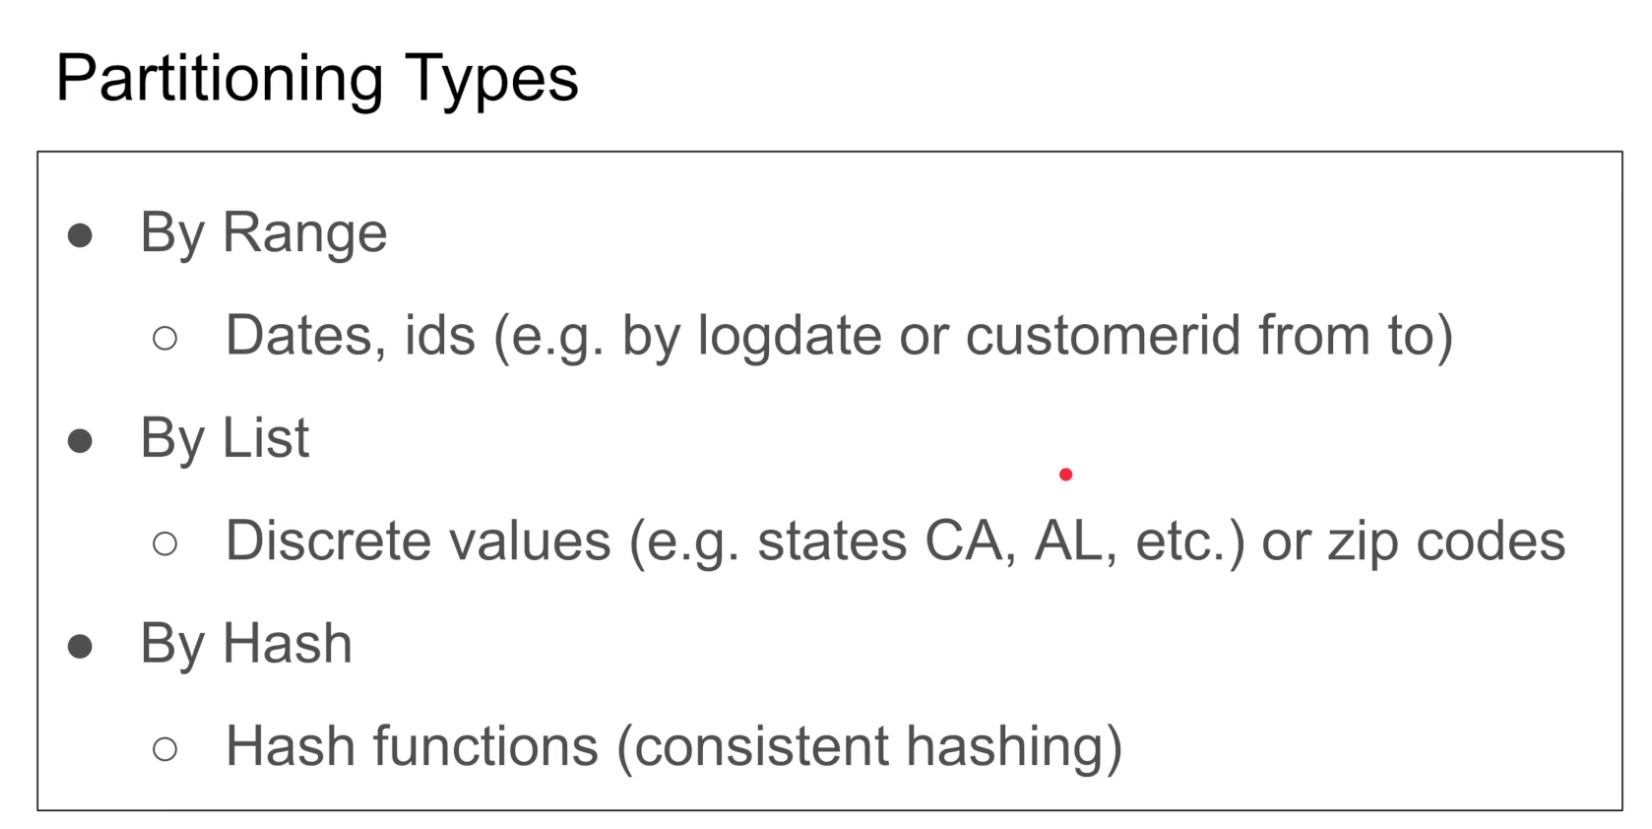 Partitioning Types
● By Range
○ Dates, ids (e.g. by logdate or customerid from to)
● By List
○ Discrete values (e.g. states CA, AL, etc.) or zip codes
● By Hash
○ Hash functions (consistent hashing)